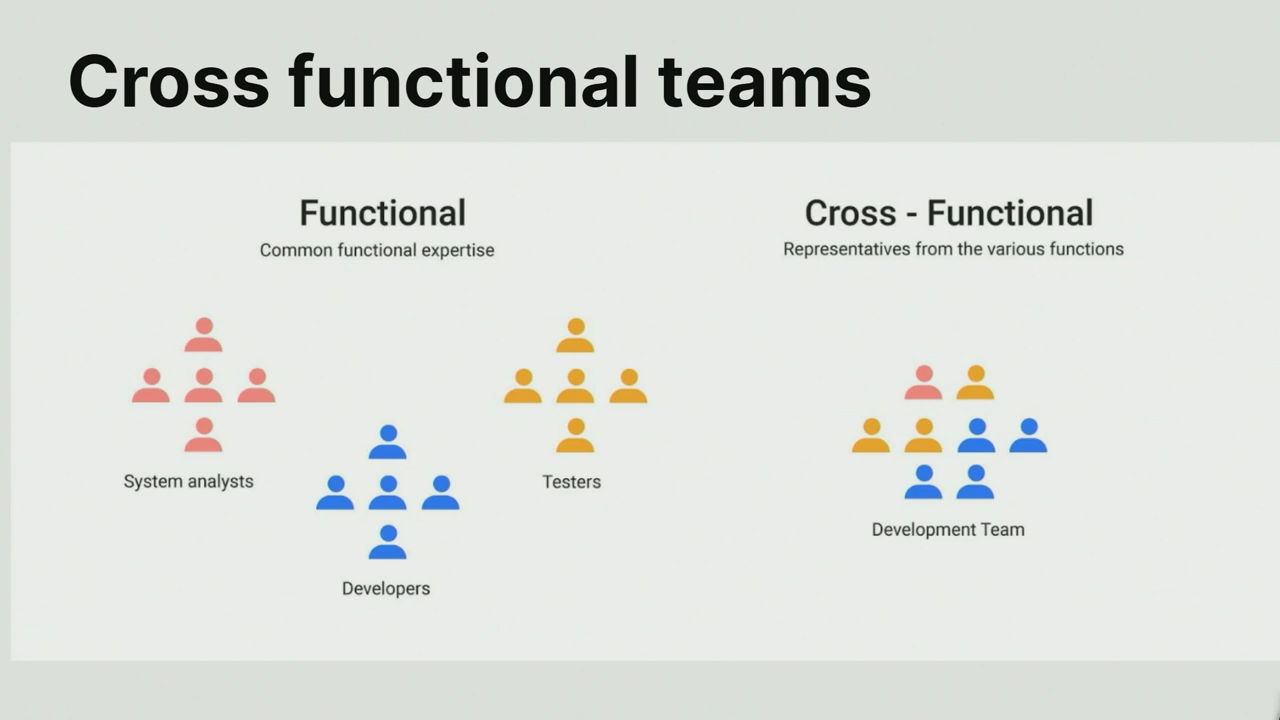 Cross functional teams
Functional
Common functional expertise
System analysts
Developers
Testers
Cross - Functional
Representatives from the various functions
Development Team